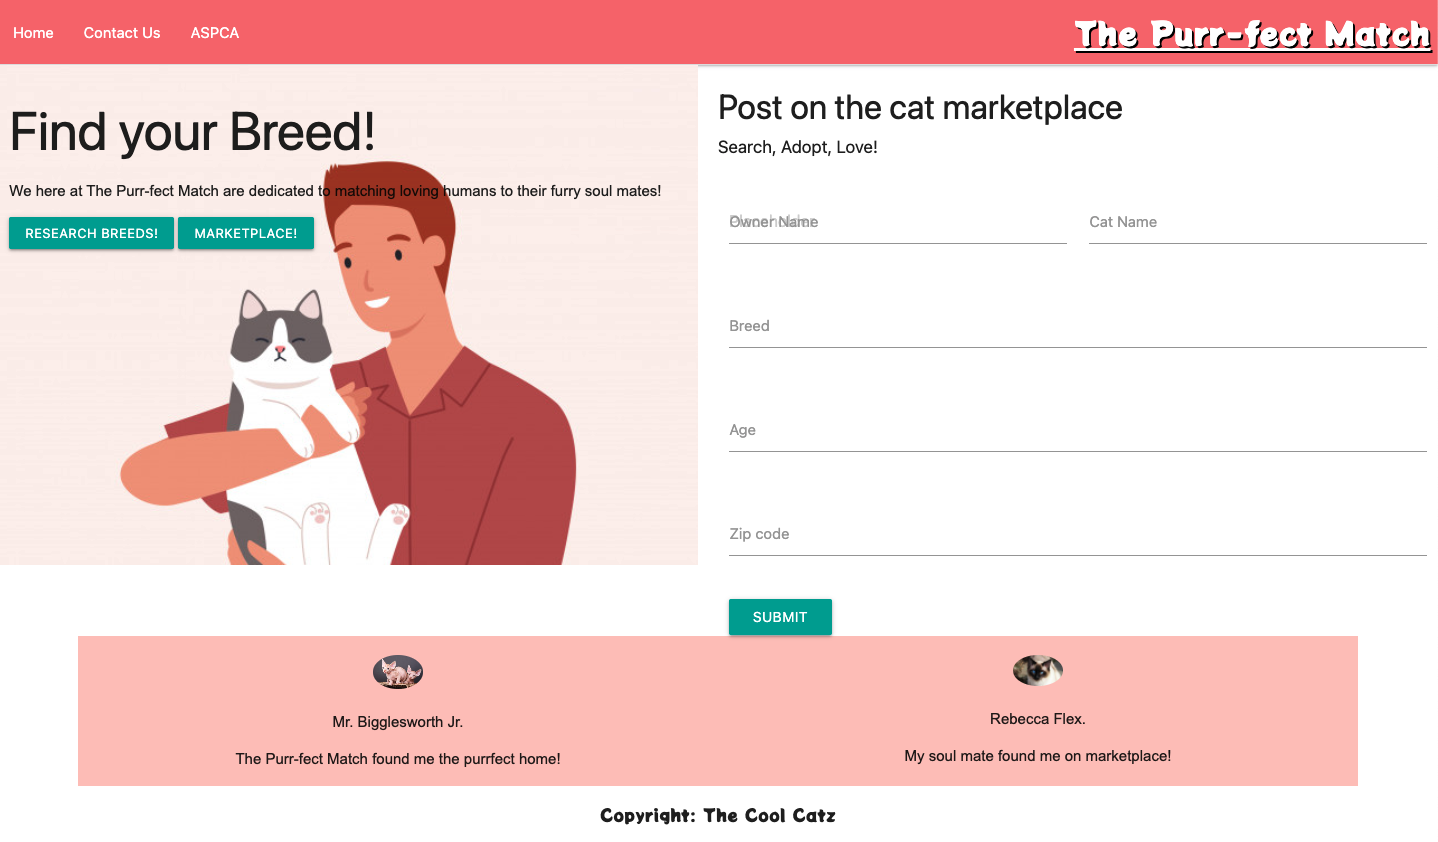 Home Contact Us ASPCA The Purr-fect Match
Find your Breed!
We here at The Purr-fect Match are dedicated to matching loving humans to their furry soul mates!
RESEARCH BREEDS! MARKETPLACE!
Post on the cat marketplace
Search, Adopt, Love!
Owner Name Cat Name
Placeholder
Breed
Age
Zip code
SUBMIT
Mr. Bigglesworth Jr.
The Purr-fect Match found me the purrfect home!
Rebecca Flex.
My soul mate found me on marketplace!
Copyright: The Cool Catz